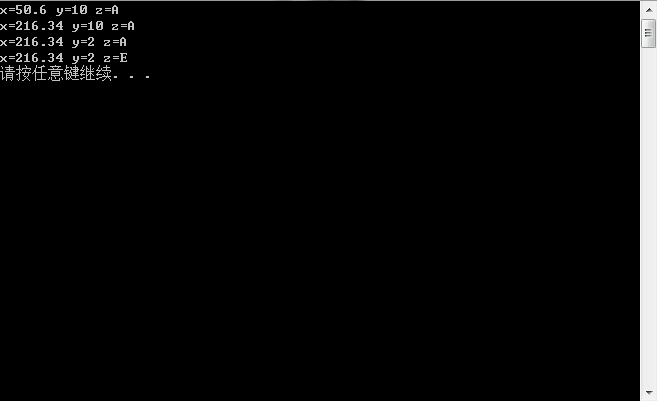 x=50.6 y=10 z=A
x=216.34 y=10 z=A
x=216.34 y=2 z=A
x=216.34 y=2 z=E
请按任意键继续. . .